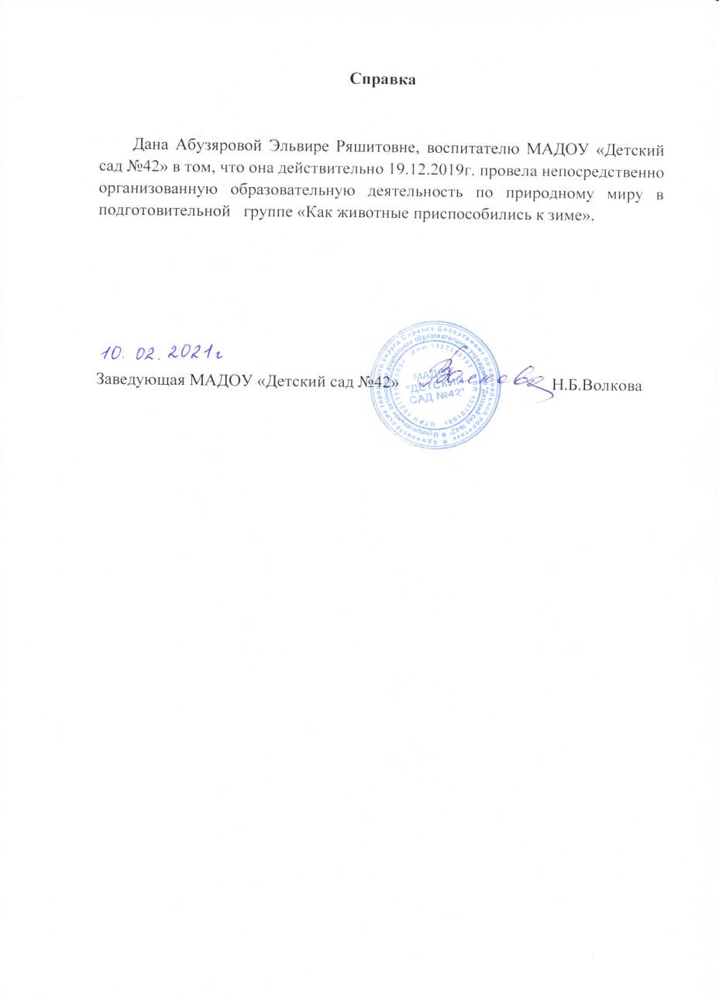 Справка
Дана Абузяровой Эльвире Ряшитовне, воспитателю МАДОУ «Детский
сад №42» в том, что она действительно 19.12.2019г. провела непосредственно
организованную образовательную деятельность по природному миру в
подготовительной группе «Как животные приспособились к зиме».
10.02.2021г
Заведующая МАДОУ «Детский сад №42»
Н.Б.Волкова
МАДОУ
"ДЕТСКИЙ
САД №42"